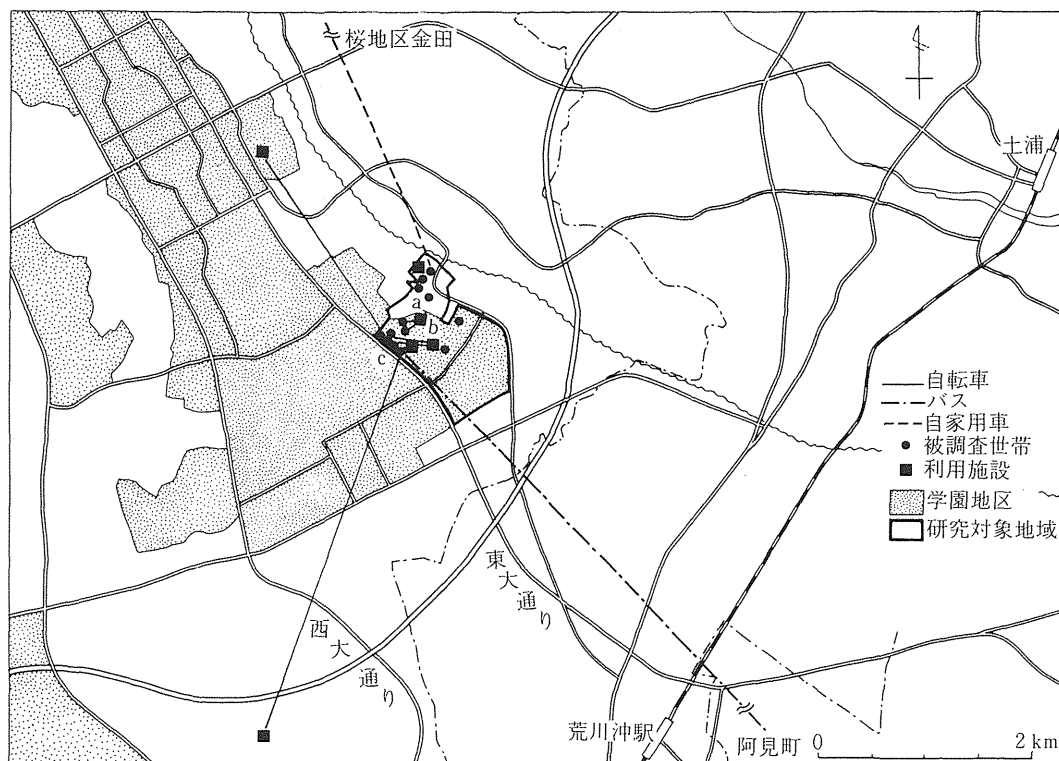 桜地区金田
土浦
a
b
c
自転車
バス
自家用車
被調査世帯
利用施設
学園地区
研究対象地域
東大通り
西大通り
荒川沖駅
阿見町
0 2km